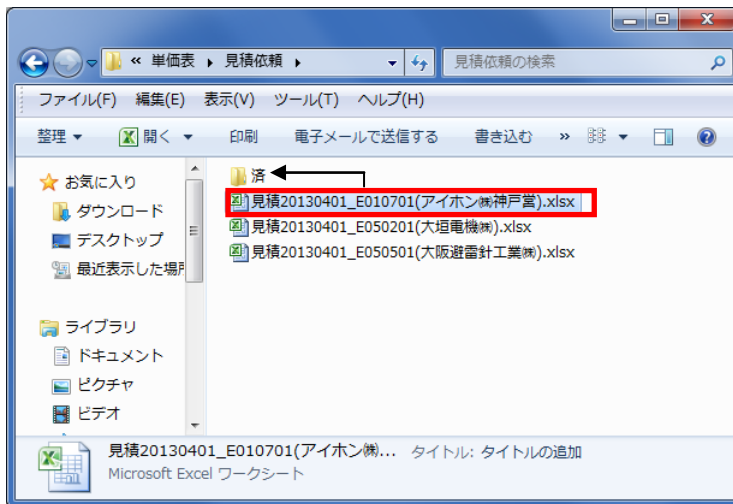 « 単価表 ▸ 見積依頼 ▸
見積依頼の検索
ファイル(F) 編集(E) 表示(V) ツール(T) ヘルプ(H)
整理 開く 印刷 電子メールで送信する 書き込む »
お気に入り
ダウンロード
デスクトップ
最近表示した場所
ライブラリ
ドキュメント
ピクチャ
ビデオ
済
見積20130401_E010701(アイホン㈱神戸営).xlsx
見積20130401_E050201(大垣電機㈱).xlsx
見積20130401_E050501(大阪避雷針工業㈱).xlsx
見積20130401_E010701(アイホン㈱... タイトル: タイトルの追加
Microsoft Excel ワークシート